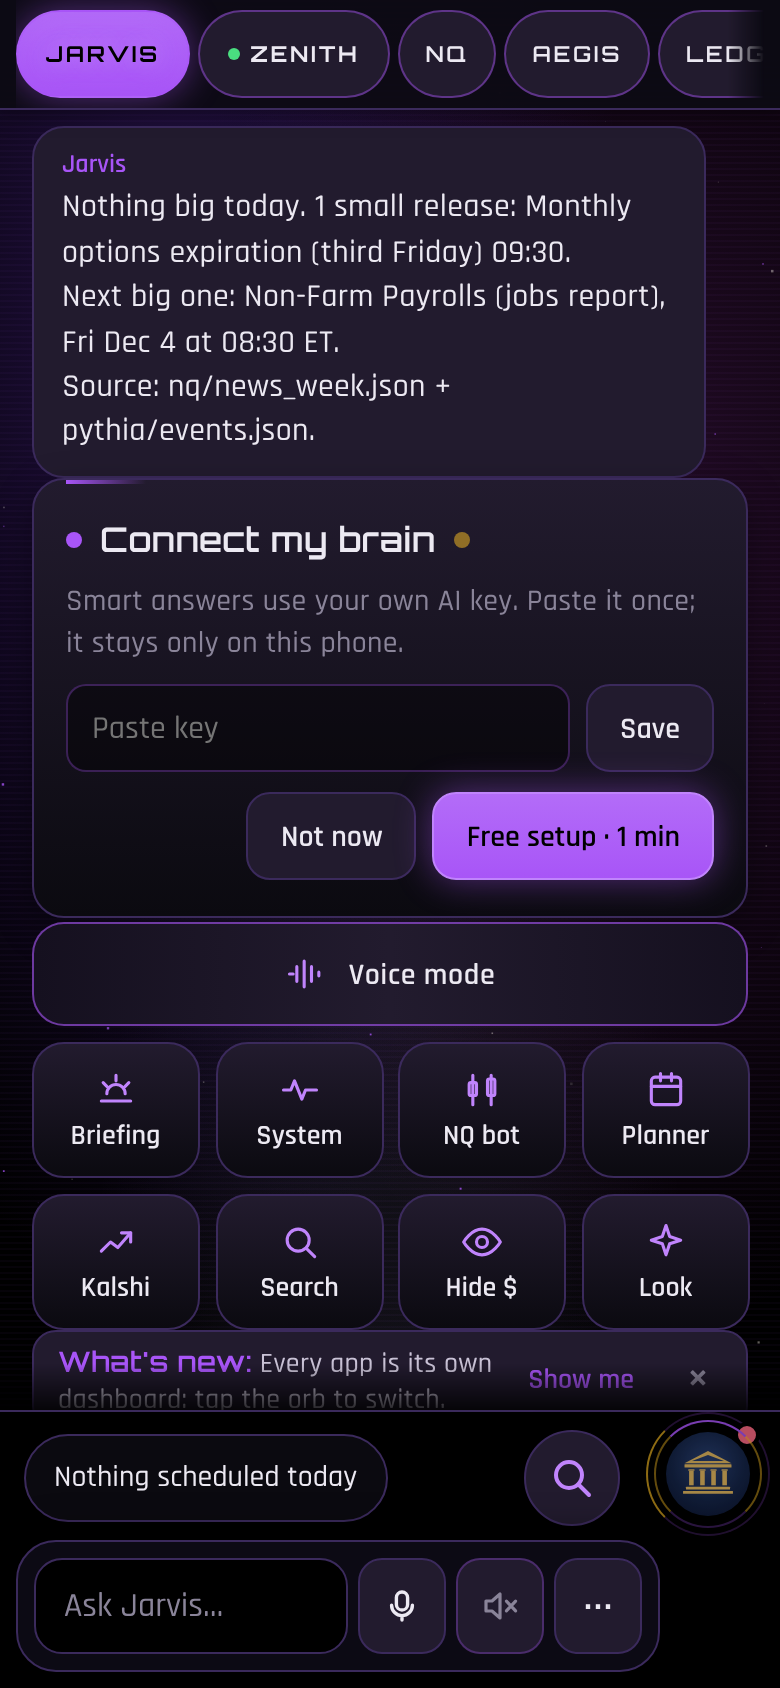 JARVIS
ZENITH
NQ
AEGIS
LEDG
Jarvis
Nothing big today. 1 small release: Monthly
options expiration (third Friday) 09:30.
Next big one: Non-Farm Payrolls (jobs report),
Fri Dec 4 at 08:30 ET.
Source: nq/news_week.json +
pythia/events.json.
Connect my brain
Smart answers use your own AI key. Paste it once;
it stays only on this phone.
Paste key
Save
Not now
Free setup · 1 min
Voice mode
Briefing
System
NQ bot
Planner
Kalshi
Search
Hide $
Look
What's new: Every app is its own
dashboard: tap the orb to switch.
Show me
×
Nothing scheduled today
Ask Jarvis...